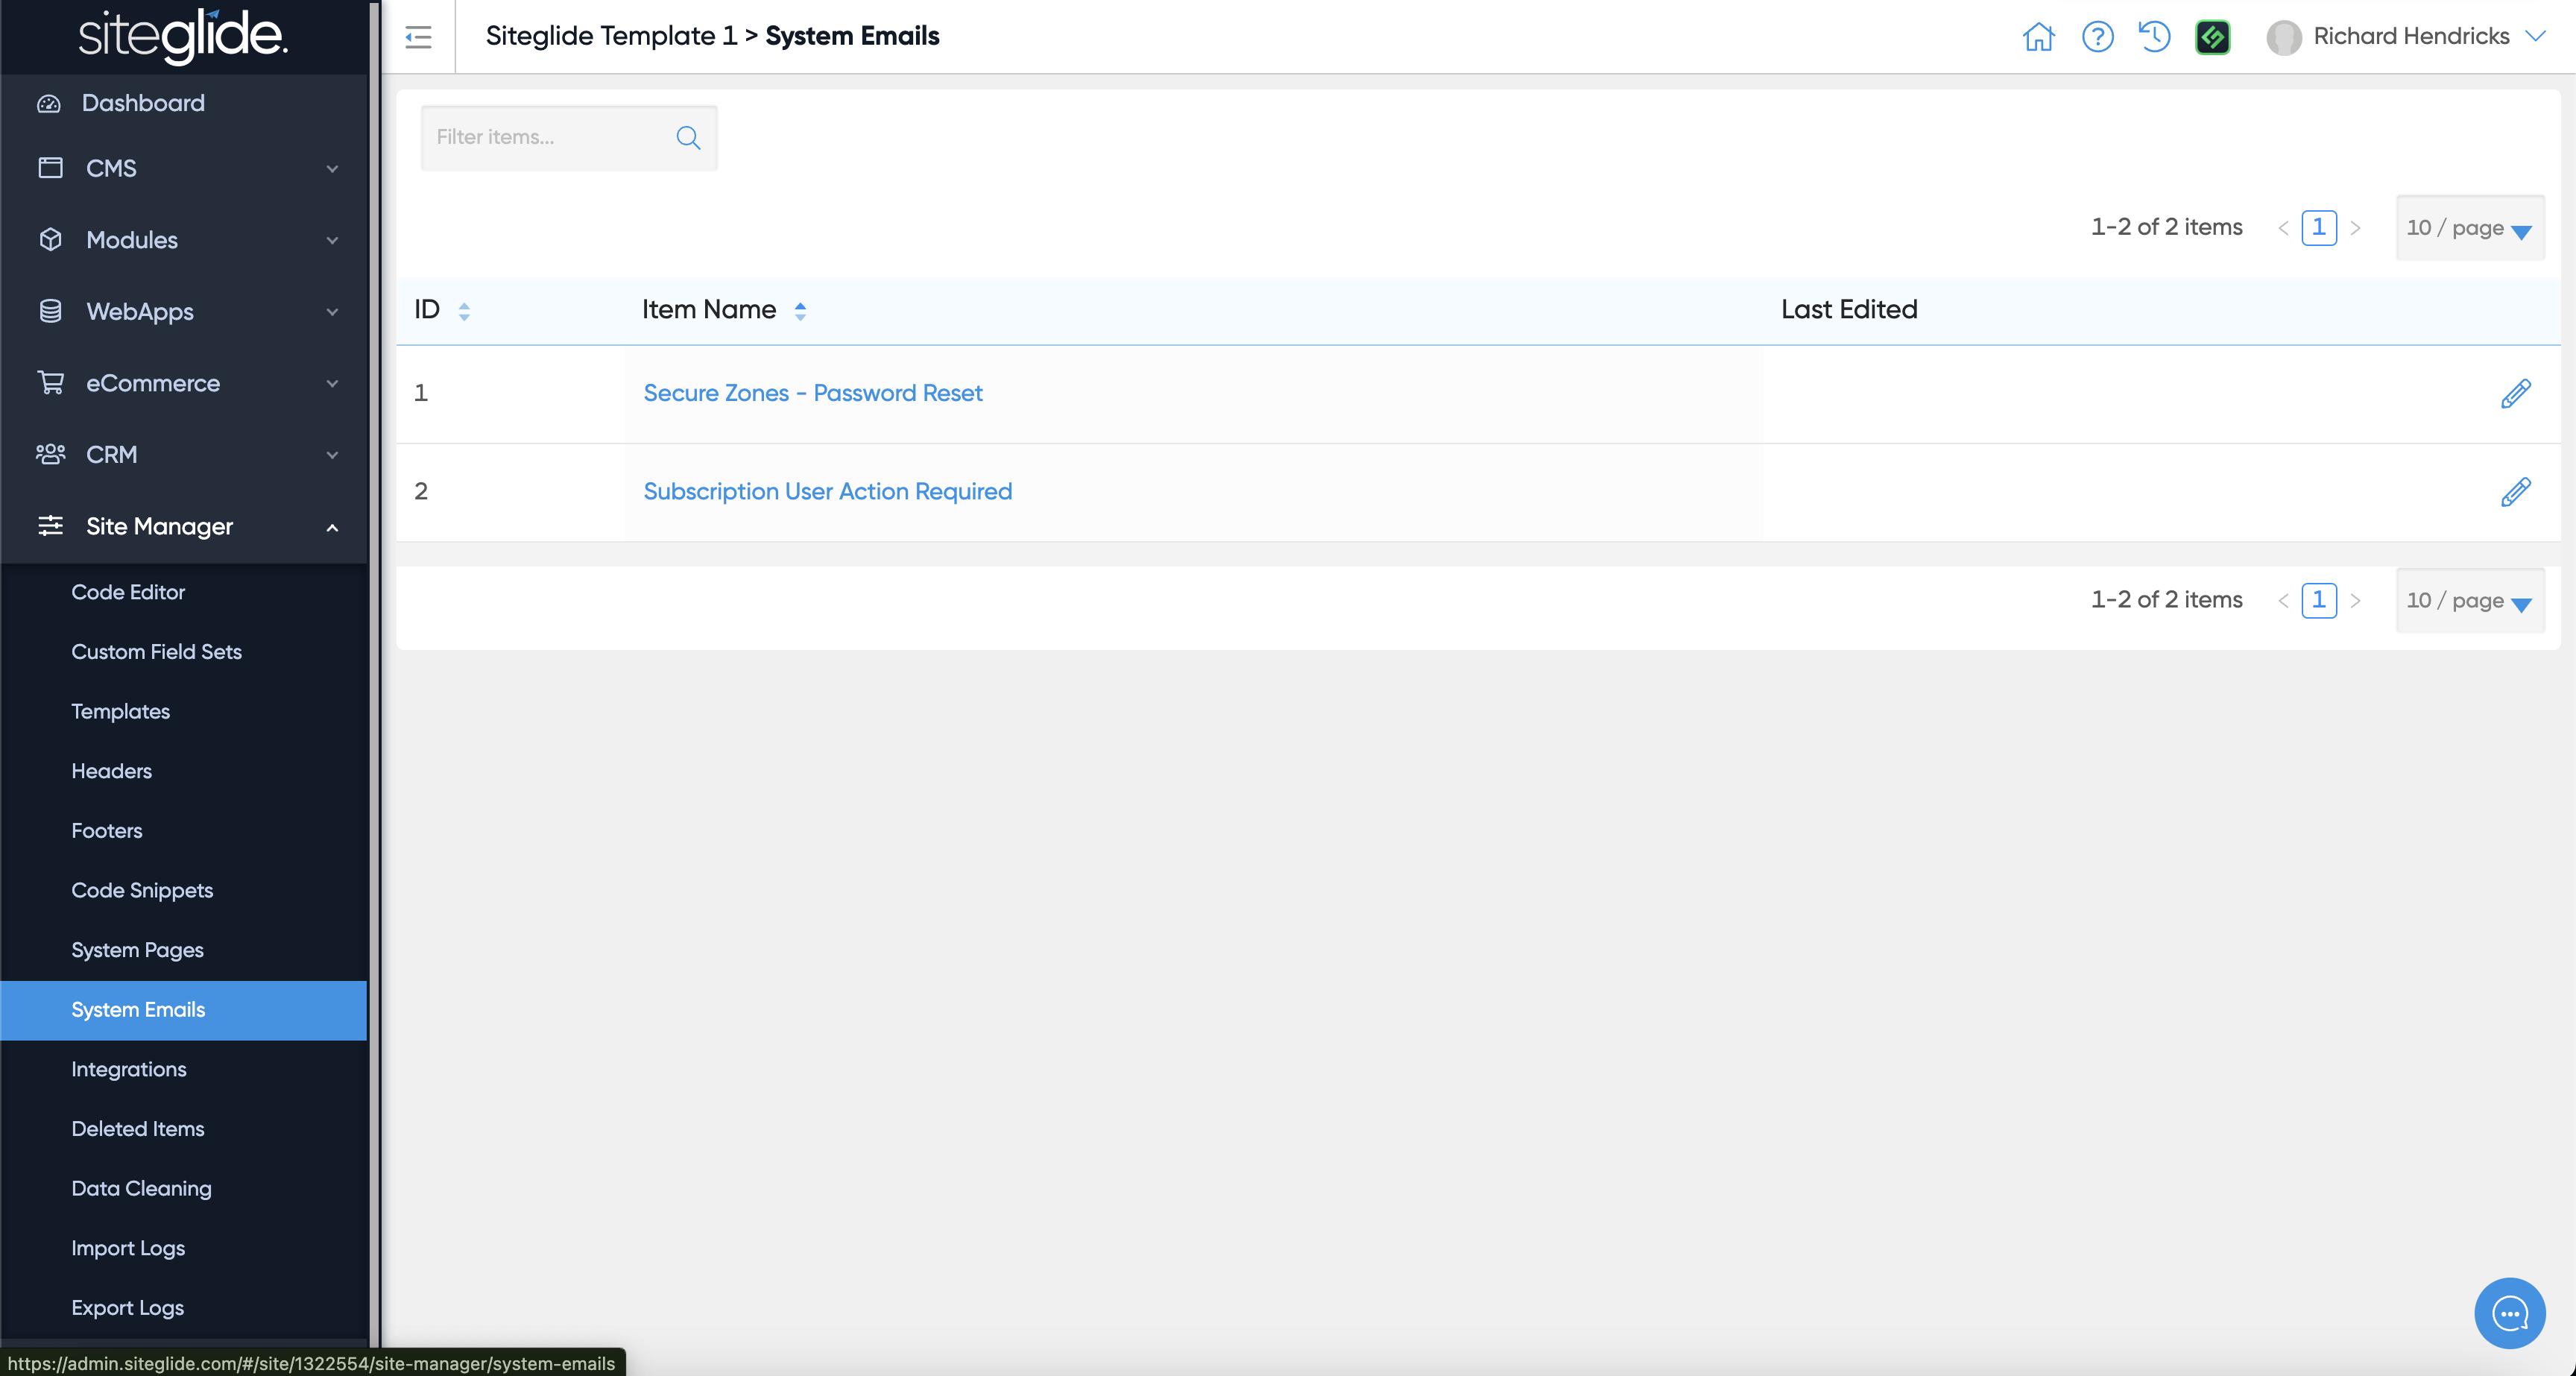 siteglide.
Siteglide Template 1 > System Emails
Richard Hendricks
Dashboard
CMS
Modules
WebApps
eCommerce
CRM
Site Manager
Code Editor
Custom Field Sets
Templates
Headers
Footers
Code Snippets
System Pages
System Emails
Integrations
Deleted Items
Data Cleaning
Import Logs
Export Logs
Filter items...
1-2 of 2 items
1
10 / page
ID Item Name Last Edited
1 Secure Zones - Password Reset
2 Subscription User Action Required
1-2 of 2 items
1
10 / page
https://admin.siteglide.com/#/site/1322554/site-manager/system-emails